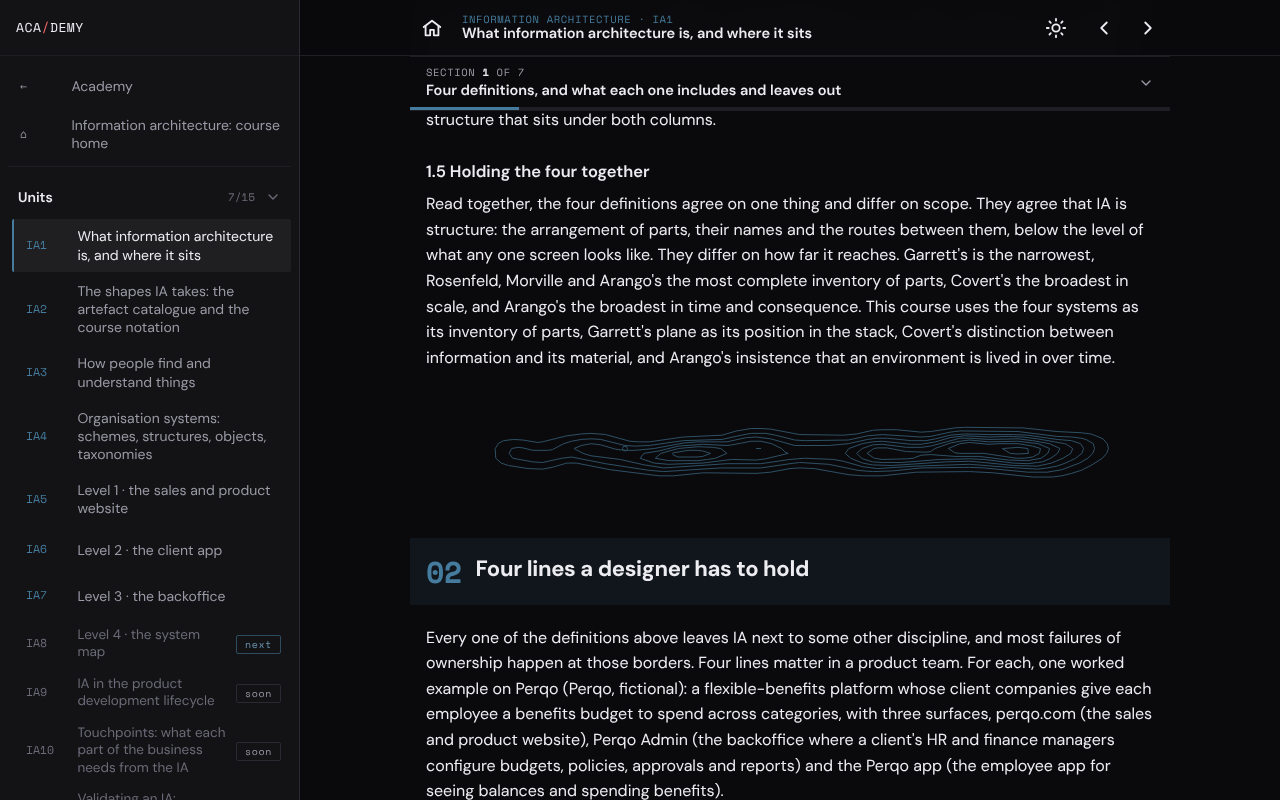 ACA/DEMY
← Academy
Information architecture: course
home
Units 7/15
IA1 What information architecture
is, and where it sits
IA2 The shapes IA takes: the
artefact catalogue and the
course notation
IA3 How people find and
understand things
IA4 Organisation systems:
schemes, structures, objects,
taxonomies
IA5 Level 1 · the sales and product
website
IA6 Level 2 · the client app
IA7 Level 3 · the backoffice
IA8 Level 4 · the system
map next
IA9 IA in the product
development lifecycle soon
IA10 Touchpoints: what each
part of the business
needs from the IA soon
Validating an IA:
INFORMATION ARCHITECTURE · IA1
What information architecture is, and where it sits
SECTION 1 OF 7
Four definitions, and what each one includes and leaves out
structure that sits under both columns.
1.5 Holding the four together
Read together, the four definitions agree on one thing and differ on scope. They agree that IA is
structure: the arrangement of parts, their names and the routes between them, below the level of
what any one screen looks like. They differ on how far it reaches. Garrett's is the narrowest,
Rosenfeld, Morville and Arango's the most complete inventory of parts, Covert's the broadest in
scale, and Arango's the broadest in time and consequence. This course uses the four systems as
its inventory of parts, Garrett's plane as its position in the stack, Covert's distinction between
information and its material, and Arango's insistence that an environment is lived in over time.
02 Four lines a designer has to hold
Every one of the definitions above leaves IA next to some other discipline, and most failures of
ownership happen at those borders. Four lines matter in a product team. For each, one worked
example on Perqo (Perqo, fictional): a flexible-benefits platform whose client companies give each
employee a benefits budget to spend across categories, with three surfaces, perqo.com (the sales
and product website), Perqo Admin (the backoffice where a client's HR and finance managers
configure budgets, policies, approvals and reports) and the Perqo app (the employee app for
seeing balances and spending benefits).